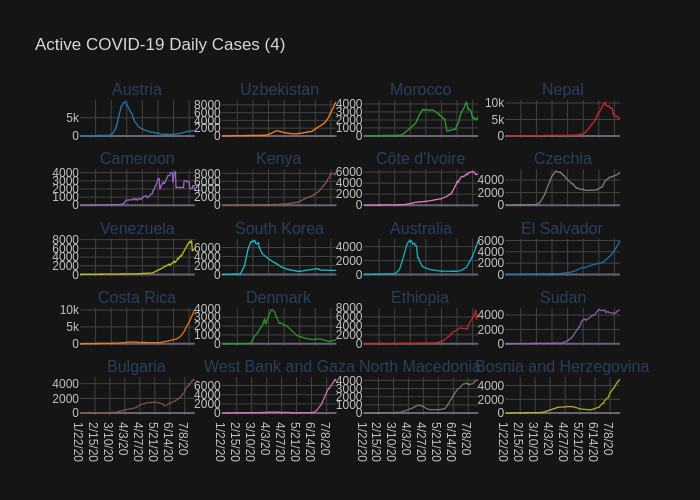 Active COVID-19 Daily Cases (4)
Austria Uzbekistan Morocco Nepal
5k 0
8000 6000 4000 2000 0
4000 3000 2000 1000 0
10k 5k 0
Cameroon Kenya Côte d'Ivoire Czechia
4000 3000 2000 1000 0
8000 6000 4000 2000 0
6000 4000 2000 0
4000 2000 0
Venezuela South Korea Australia El Salvador
8000 6000 4000 2000 0
6000 4000 2000 0
4000 2000 0
6000 4000 2000 0
Costa Rica Denmark Ethiopia Sudan
10k 5k 0
4000 3000 2000 1000 0
8000 6000 4000 2000 0
4000 2000 0
Bulgaria West Bank and Gaza North Macedonia Bosnia and Herzegovina
4000 2000 0
6000 4000 2000 0
4000 3000 2000 1000 0
4000 2000 0
1/22/20 2/15/20 3/10/20 4/3/20 4/27/20 5/21/20 6/14/20 7/8/20
1/22/20 2/15/20 3/10/20 4/3/20 4/27/20 5/21/20 6/14/20 7/8/20
1/22/20 2/15/20 3/10/20 4/3/20 4/27/20 5/21/20 6/14/20 7/8/20
1/22/20 2/15/20 3/10/20 4/3/20 4/27/20 5/21/20 6/14/20 7/8/20